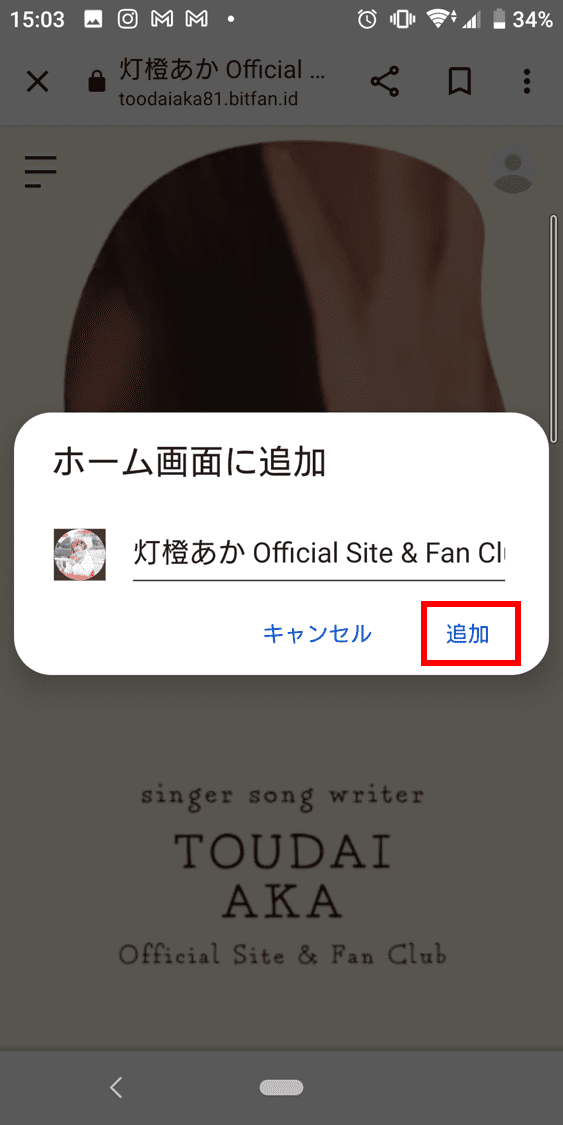 15:03
34%
灯橙あか Official ...
toodaiaka81.bitfan.id
ホーム画面に追加
灯橙あか Official Site & Fan Cl
キャンセル
追加
singer song writer
TOUDAI
AKA
Official Site & Fan Club